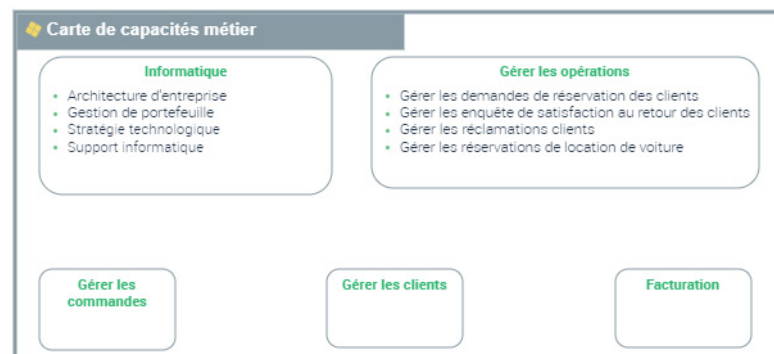 Carte de capacités métier
Informatique
• Architecture d'entreprise
• Gestion de portefeuille
• Stratégie technologique
• Support informatique
Gérer les opérations
• Gérer les demandes de réservation des clients
• Gérer les enquête de satisfaction au retour des clients
• Gérer les réclamations clients
• Gérer les réservations de location de voiture
Gérer les
commandes
Gérer les clients
Facturation